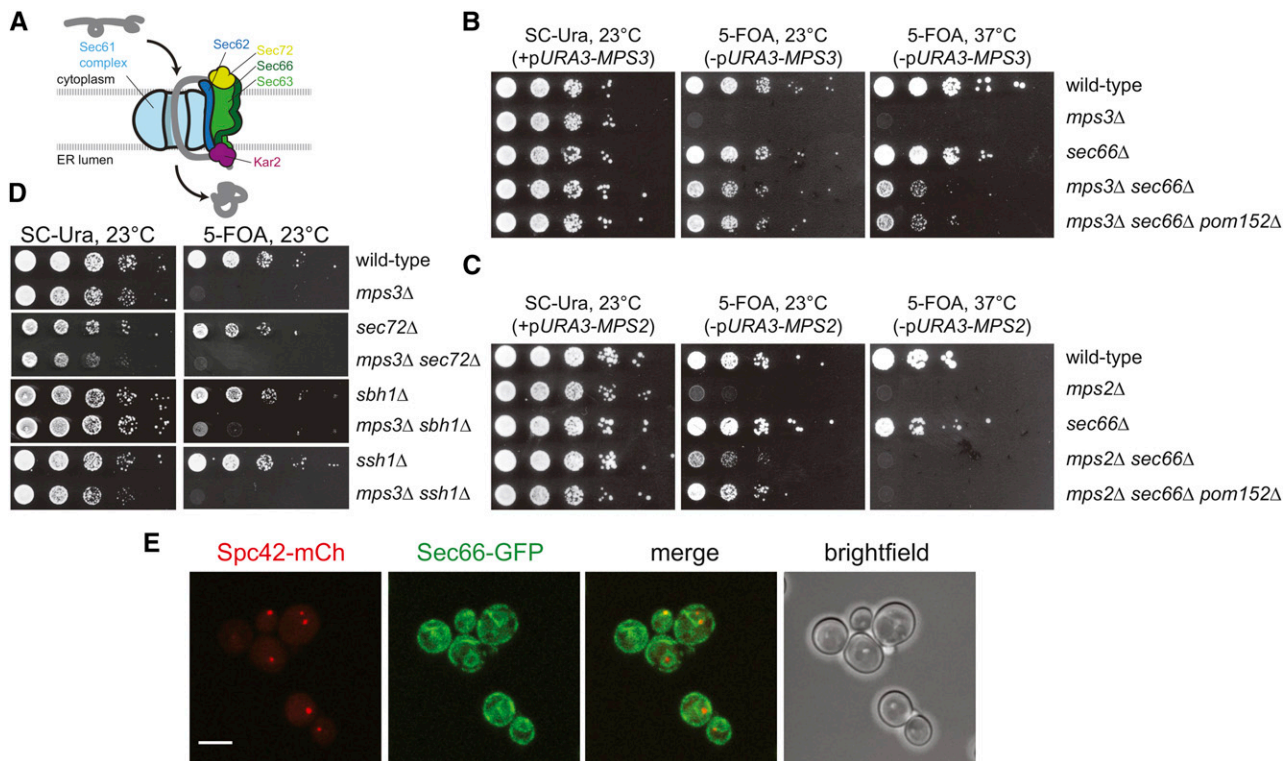 A
Sec61
complex
cytoplasm
Sec62
Sec72
Sec66
Sec63
ER lumen
Kar2
B
SC-Ura, 23°C
(+pURA3-MPS3)
5-FOA, 23°C
(-pURA3-MPS3)
5-FOA, 37°C
(-pURA3-MPS3)
wild-type
mps3Δ
sec66Δ
mps3Δ sec66Δ
mps3Δ sec66Δ pom152Δ
C
SC-Ura, 23°C
(+pURA3-MPS2)
5-FOA, 23°C
(-pURA3-MPS2)
5-FOA, 37°C
(-pURA3-MPS2)
wild-type
mps2Δ
sec66Δ
mps2Δ sec66Δ
mps2Δ sec66Δ pom152Δ
D
SC-Ura, 23°C
5-FOA, 23°C
wild-type
mps3Δ
sec72Δ
mps3Δ sec72Δ
sbh1Δ
mps3Δ sbh1Δ
ssh1Δ
mps3Δ ssh1Δ
E
Spc42-mCh
Sec66-GFP
merge
brightfield